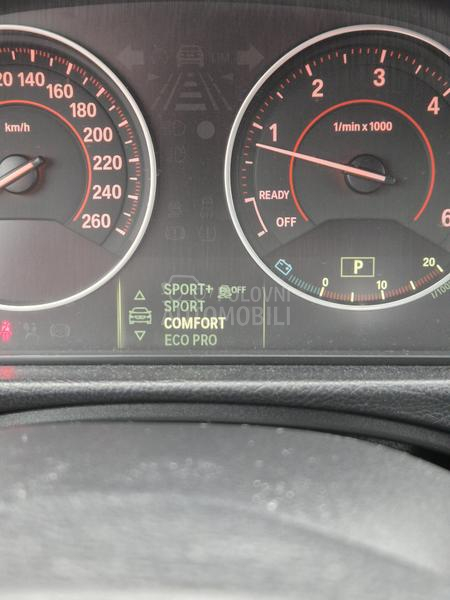 120 140 160 180 200 220 240 260
km/h
1 2 3 4 6
1/min x 1000
READY
OFF
P
0 10 20
SPORT+ OFF
SPORT
COMFORT
ECO PRO
POLOVNI
AUTOMOBILI